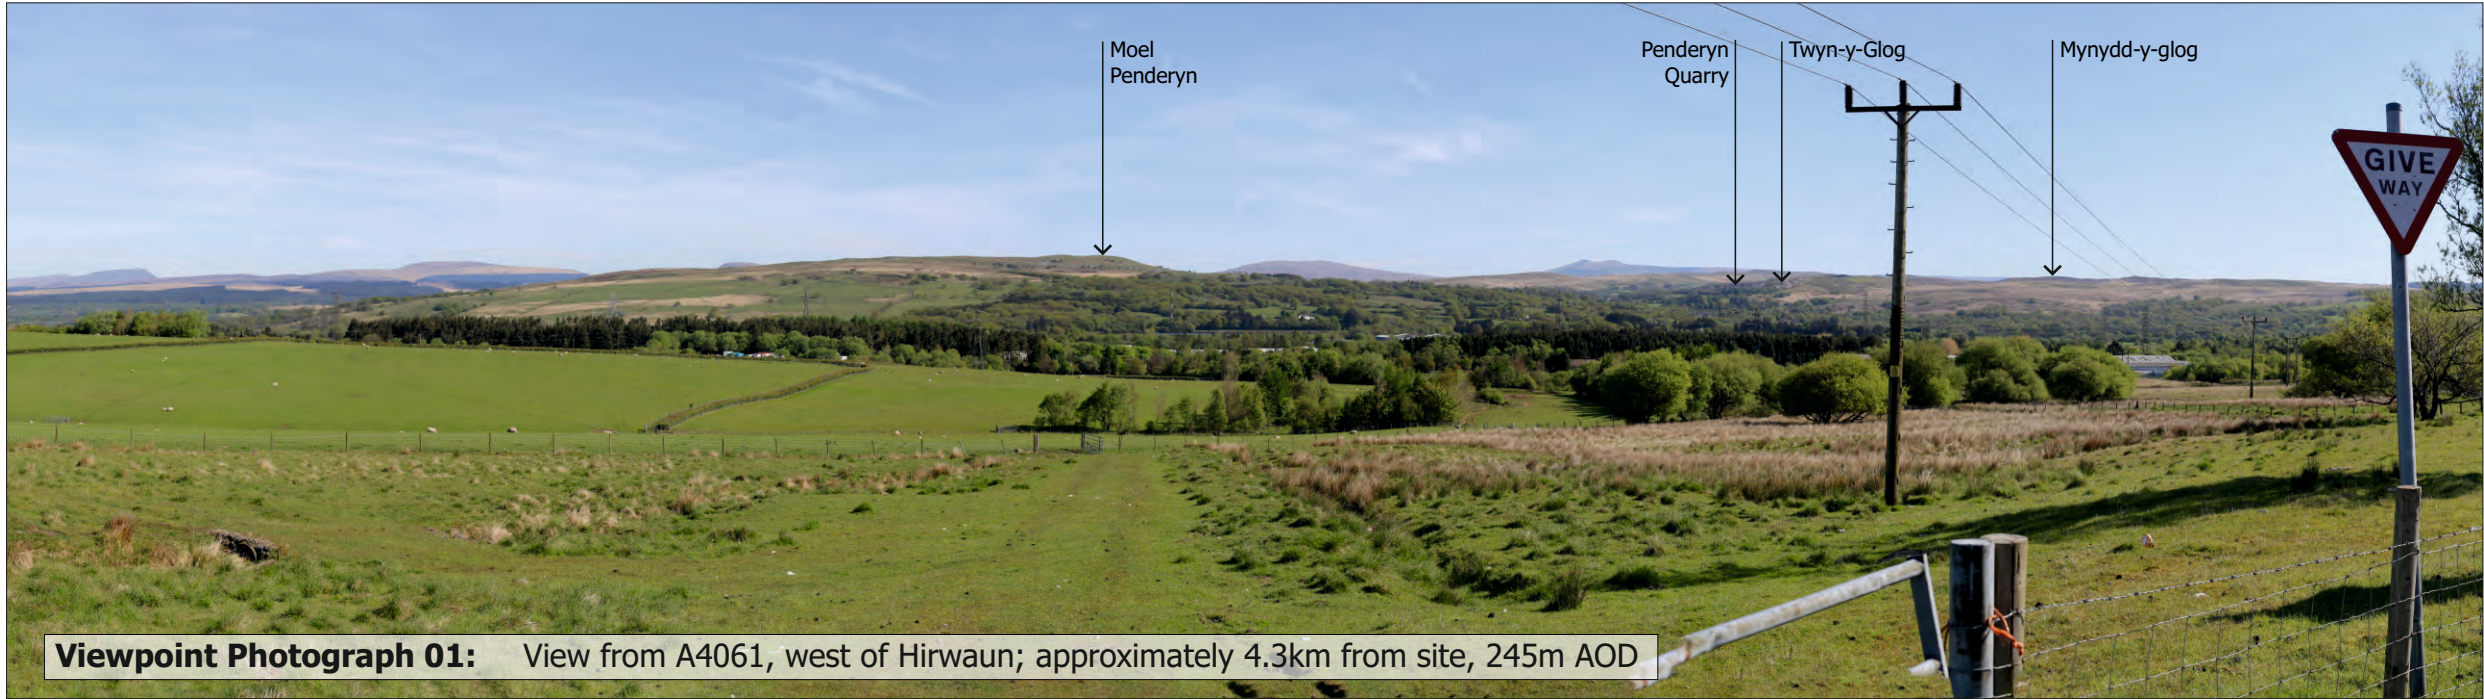 Moel
Penderyn
Penderyn
Quarry
Twyn-y-Glog
Mynydd-y-glog
GIVE
WAY
Viewpoint Photograph 01: View from A4061, west of Hirwaun; approximately 4.3km from site, 245m AOD